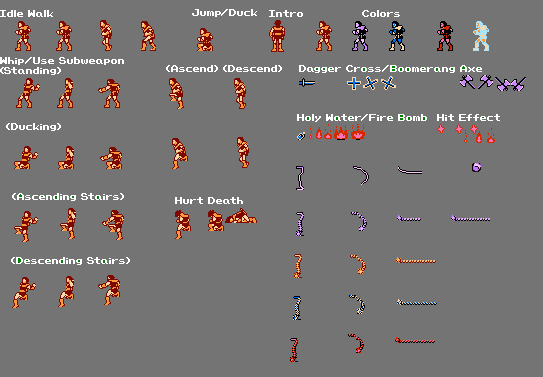 Idle Walk
Jump/Duck
Intro
Colors
Whip/Use Subweapon
(Standing)
(Ascend) (Descend)
Dagger Cross/Boomerang Axe
Holy Water/Fire Bomb
Hit Effect
(Ducking)
(Ascending Stairs)
Hurt Death
(Descending Stairs)